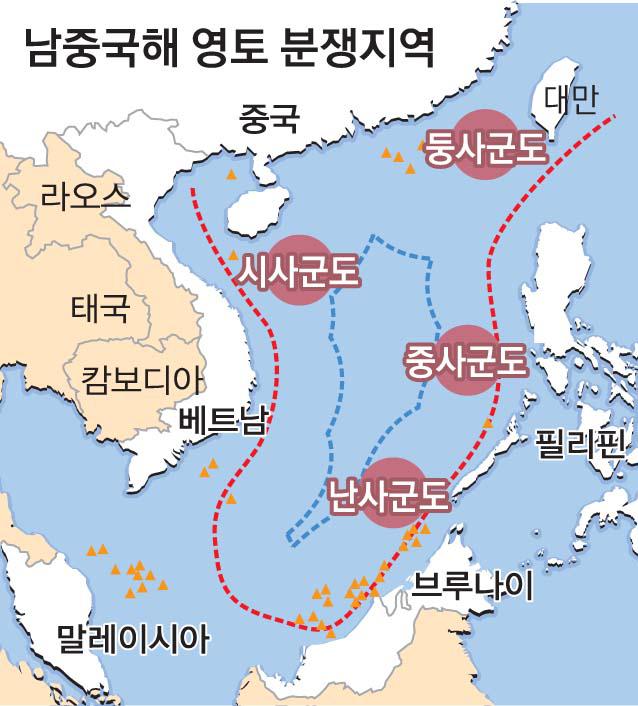 남중국해 영토 분쟁지역
대만
중국
둥사군도
라오스
시사군도
태국
중사군도
캄보디아
베트남
필리핀
난사군도
브루나이
말레이시아